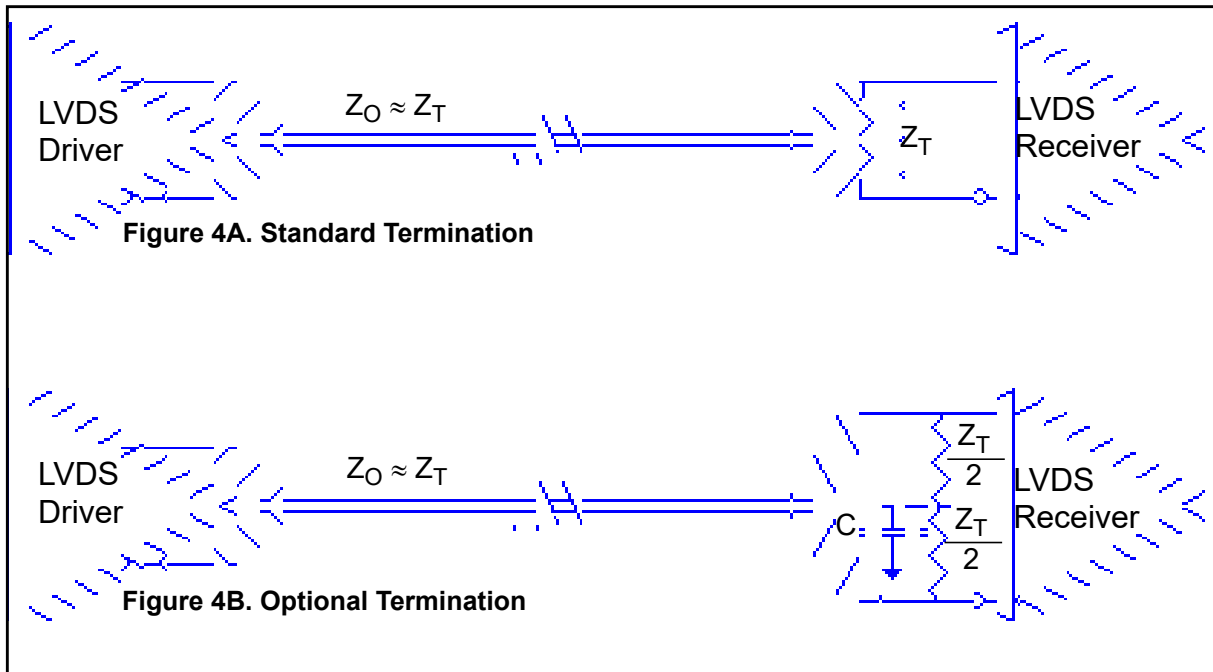 LVDS
Driver
Z_O ≈ Z_T
Z_T
LVDS
Receiver
Figure 4A. Standard Termination
LVDS
Driver
Z_O ≈ Z_T
C
Z_T
2
Z_T
2
LVDS
Receiver
Figure 4B. Optional Termination